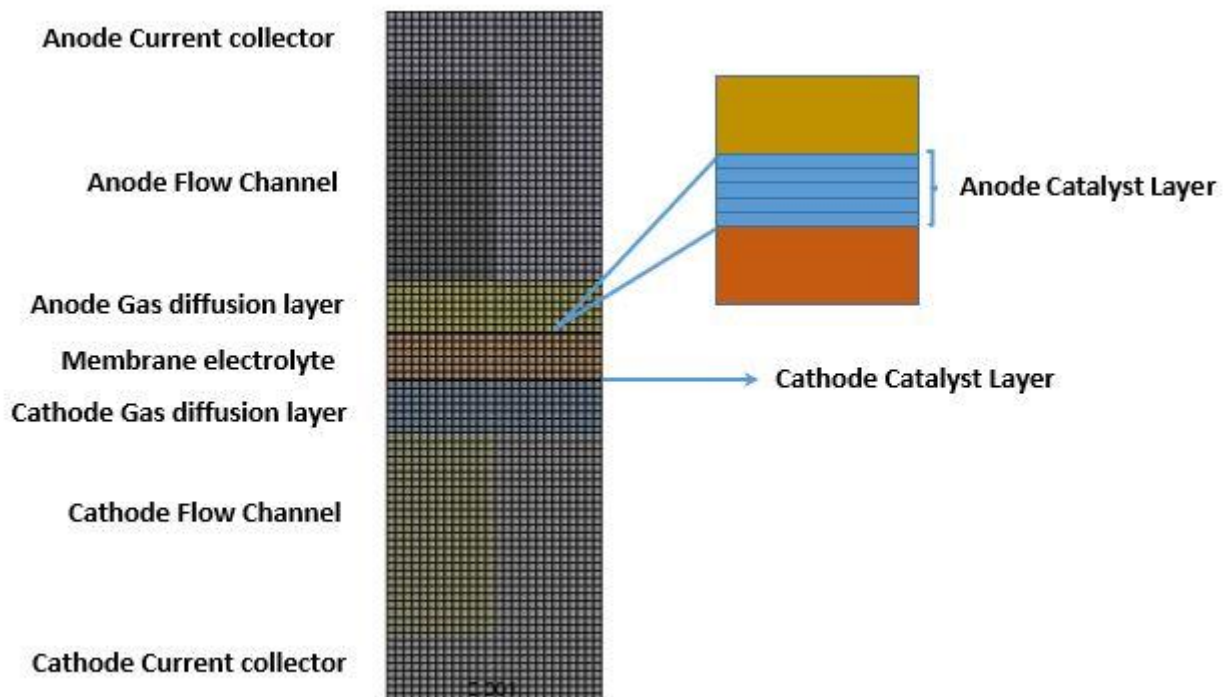 Anode Current collector
Anode Flow Channel
Anode Catalyst Layer
Anode Gas diffusion layer
Membrane electrolyte
Cathode Catalyst Layer
Cathode Gas diffusion layer
Cathode Flow Channel
Cathode Current collector